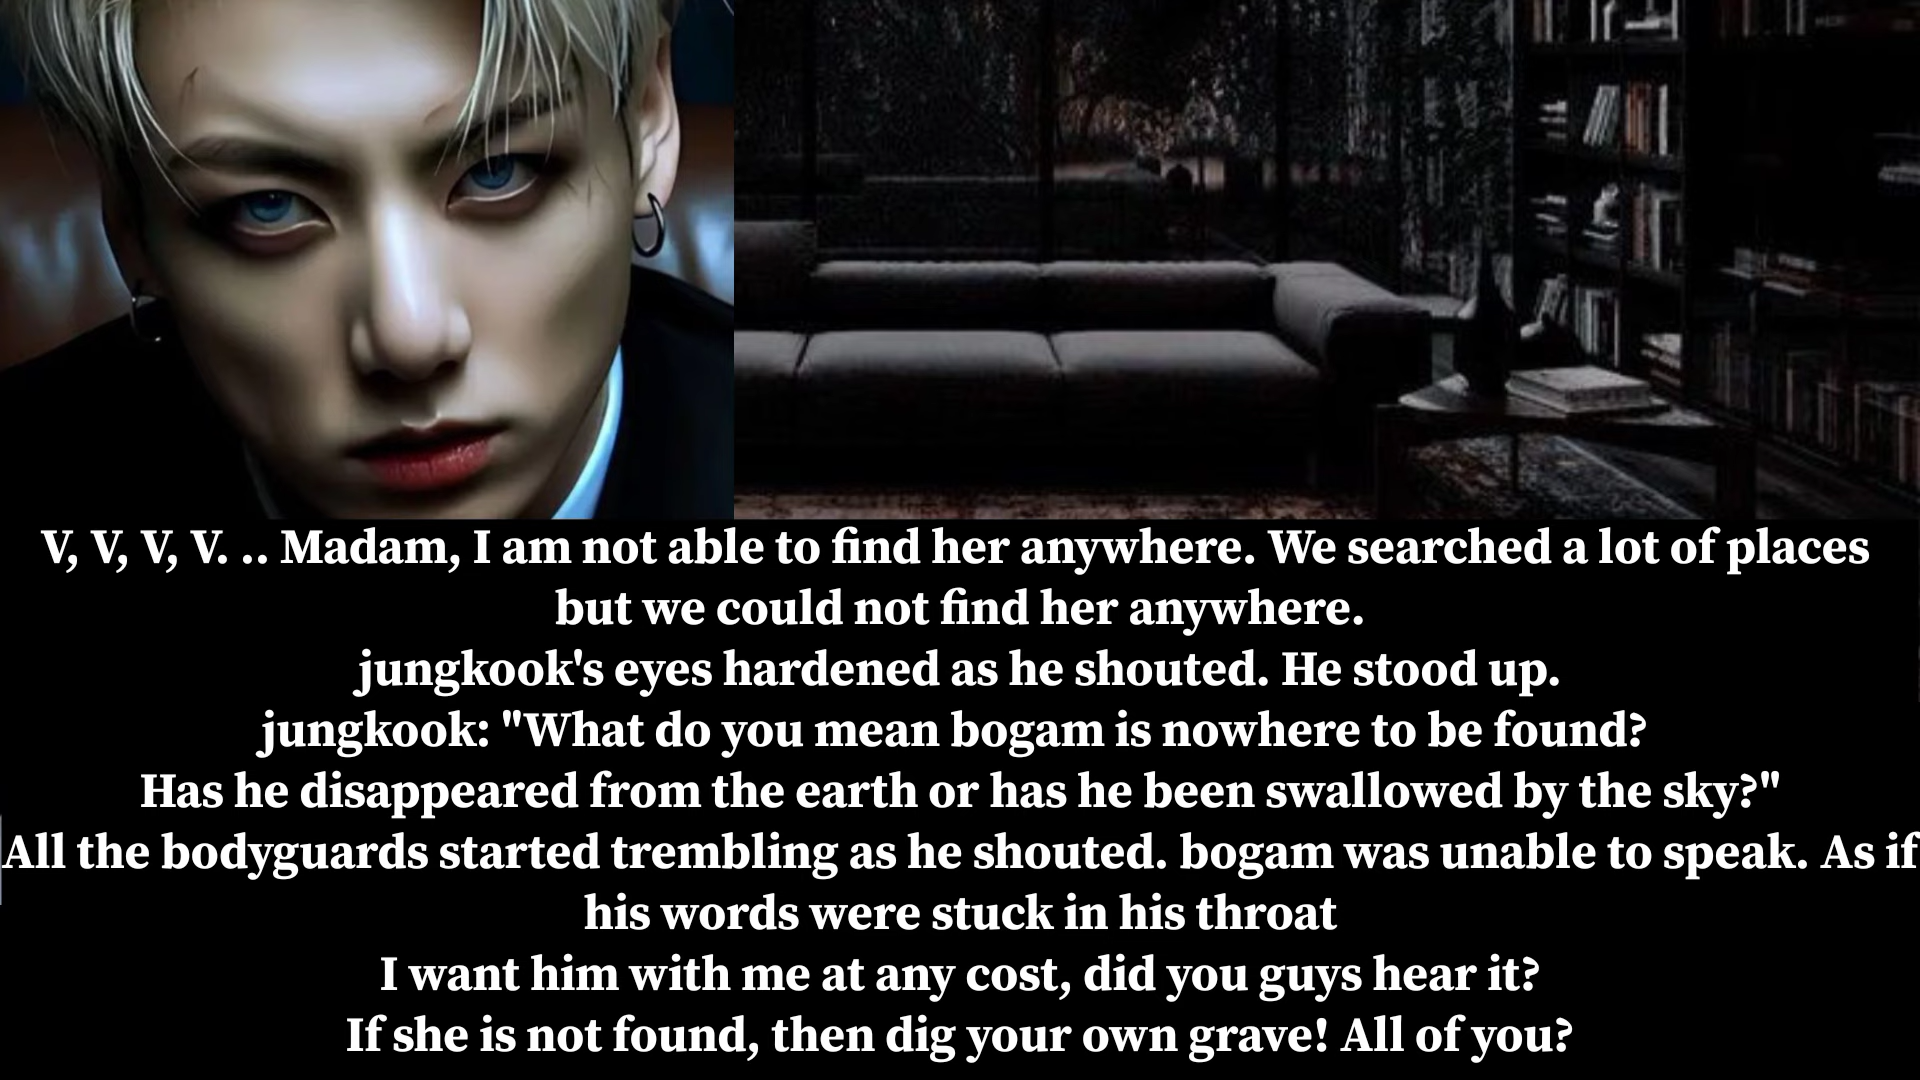 V, V, V, V. .. Madam, I am not able to find her anywhere. We searched a lot of places
but we could not find her anywhere.
jungkook's eyes hardened as he shouted. He stood up.
jungkook: "What do you mean bogam is nowhere to be found?
Has he disappeared from the earth or has he been swallowed by the sky?"
All the bodyguards started trembling as he shouted. bogam was unable to speak. As if
his words were stuck in his throat
I want him with me at any cost, did you guys hear it?
If she is not found, then dig your own grave! All of you?